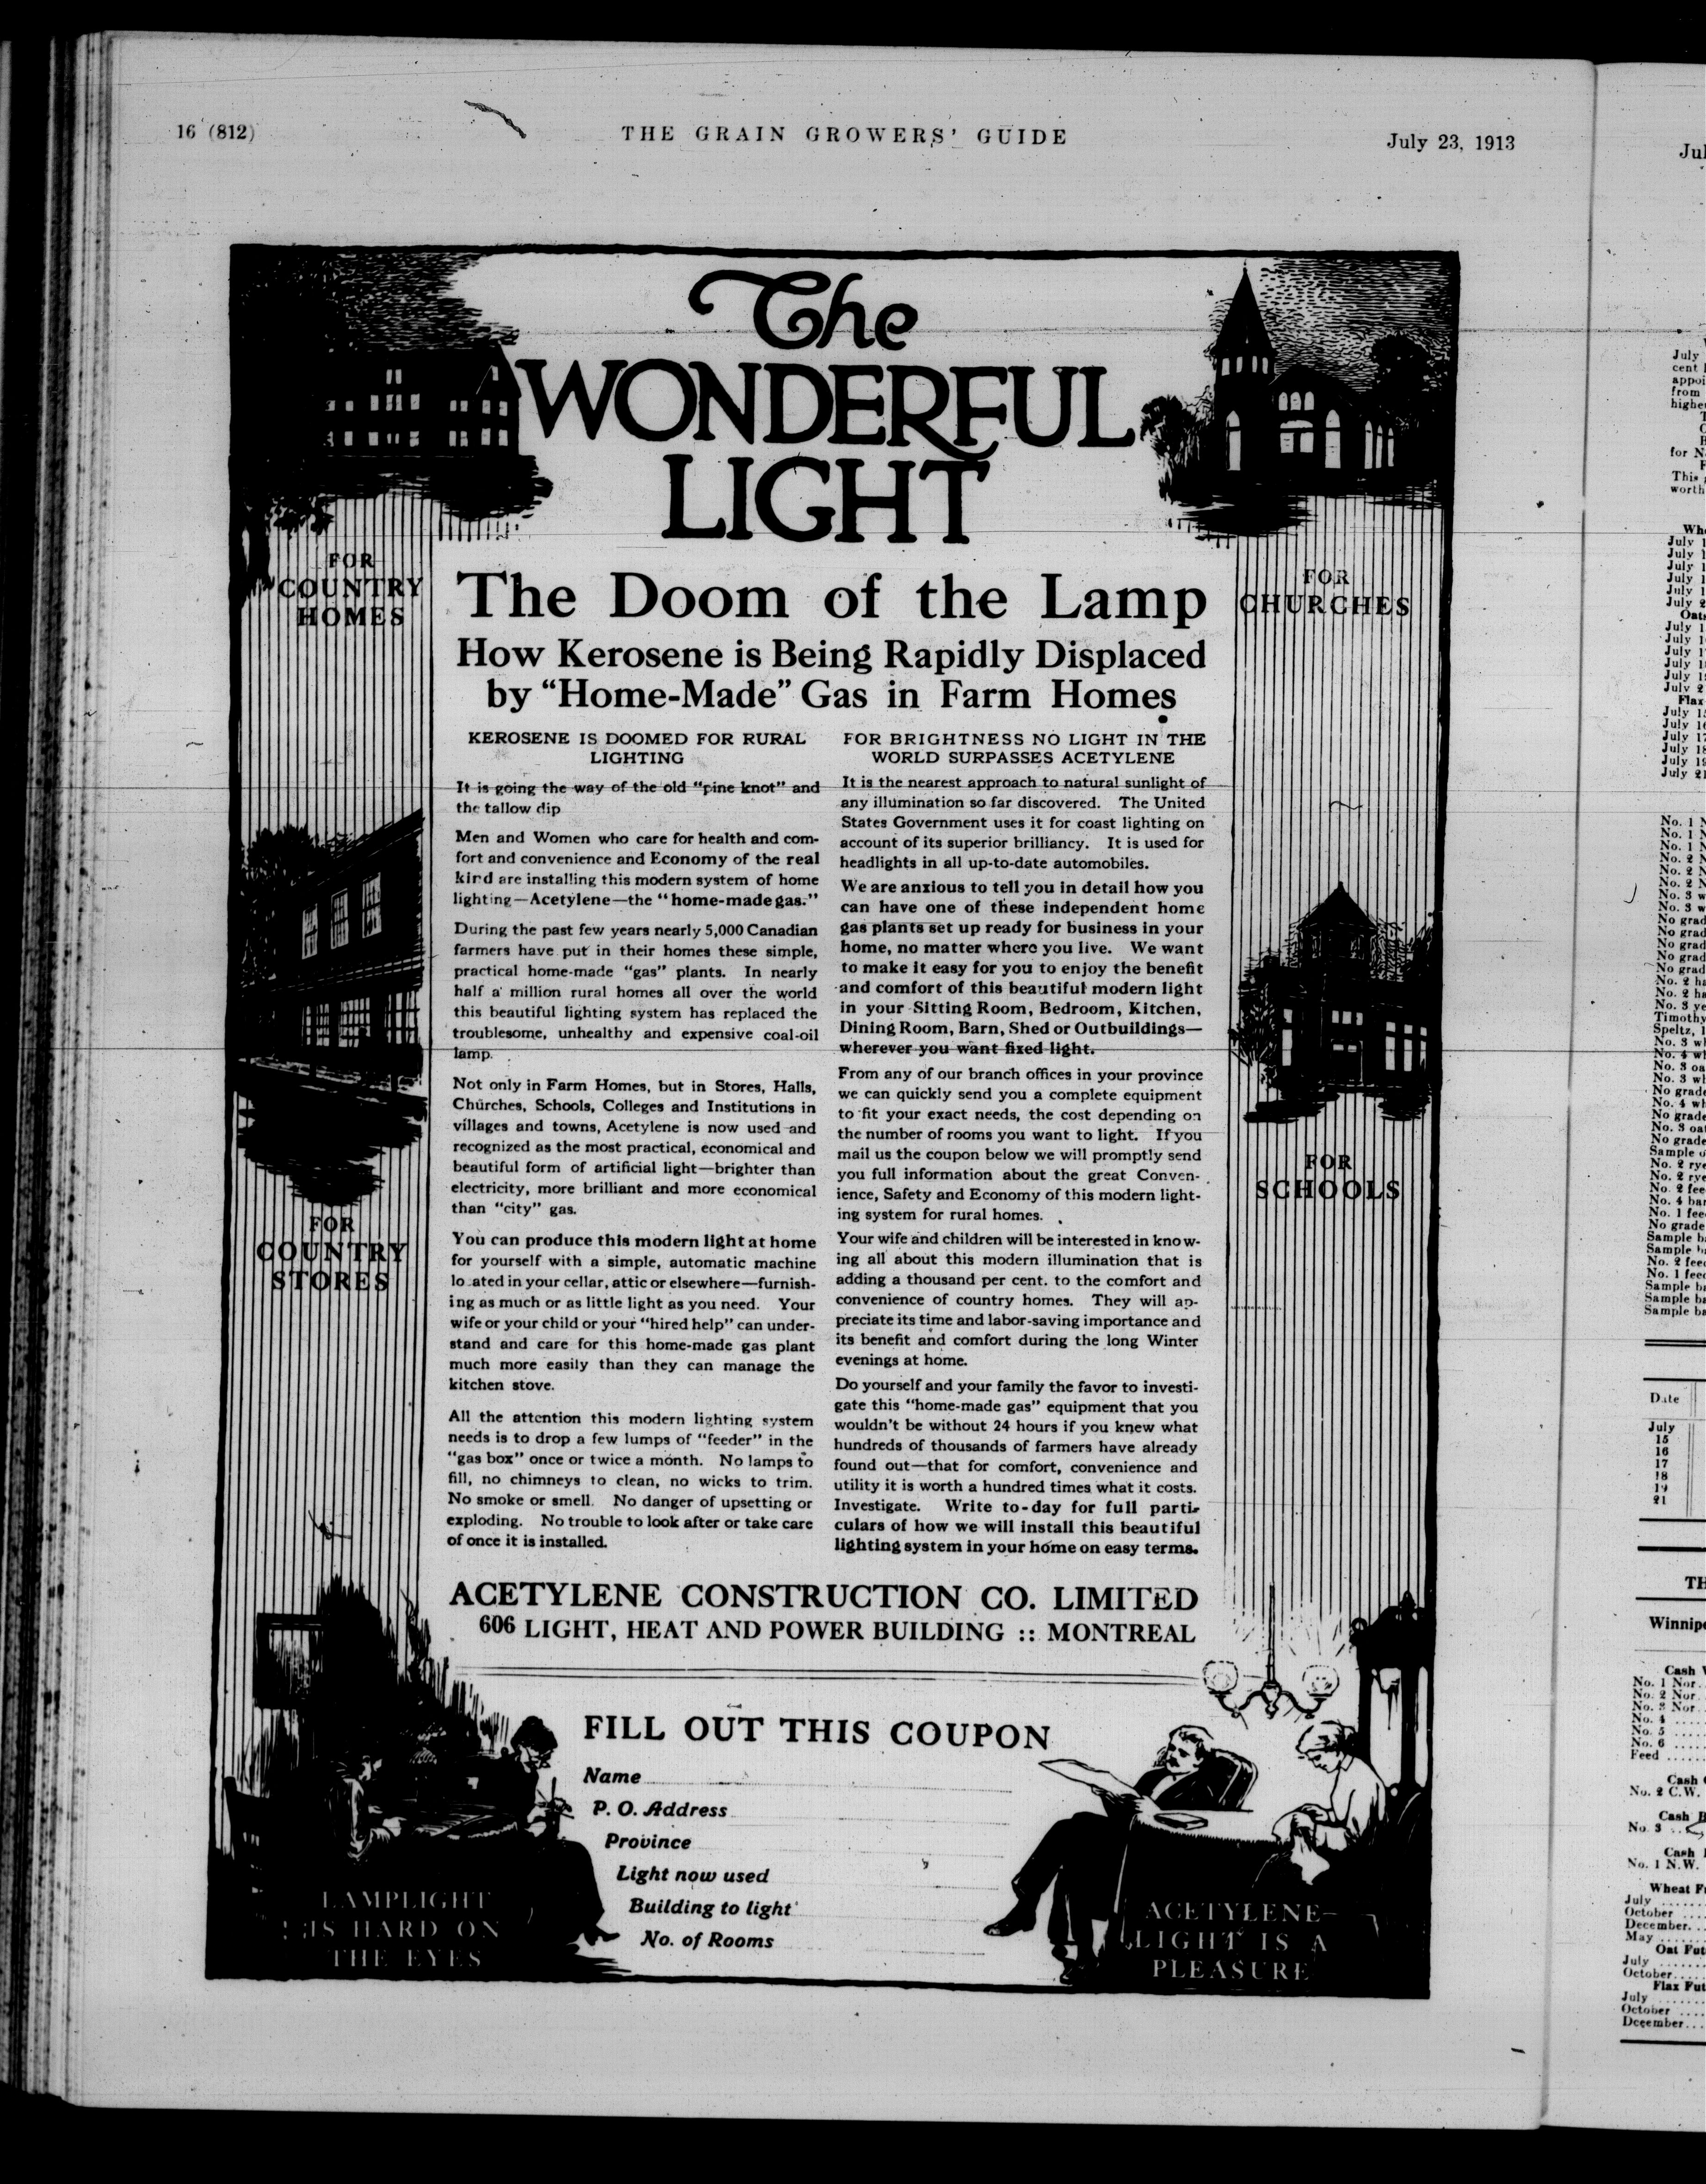 16 (812)
THE GRAIN GROWERS' GUIDE
July 23, 1913
The
WONDERFUL
LIGHT
FOR
COUNTRY
HOMES
FOR
CHURCHES
The Doom of the Lamp
How Kerosene is Being Rapidly Displaced
by "Home-Made" Gas in Farm Homes
KEROSENE IS DOOMED FOR RURAL
LIGHTING
It is going the way of the old "pine knot" and
the tallow dip
Men and Women who care for health and com-
fort and convenience and Economy of the real
kind are installing this modern system of home
lighting—Acetylene—the "home-made gas."
During the past few years nearly 5,000 Canadian
farmers have put in their homes these simple,
practical home-made "gas" plants. In nearly
half a million rural homes all over the world
this beautiful lighting system has replaced the
troublesome, unhealthy and expensive coal-oil
lamp.
Not only in Farm Homes, but in Stores, Halls,
Churches, Schools, Colleges and Institutions in
villages and towns, Acetylene is now used and
recognized as the most practical, economical and
beautiful form of artificial light—brighter than
electricity, more brilliant and more economical
than "city" gas.
You can produce this modern light at home
for yourself with a simple, automatic machine
lo ated in your cellar, attic or elsewhere—furnish-
ing as much or as little light as you need. Your
wife or your child or your "hired help" can under-
stand and care for this home-made gas plant
much more easily than they can manage the
kitchen stove.
All the attention this modern lighting system
needs is to drop a few lumps of "feeder" in the
"gas box" once or twice a month. No lamps to
fill, no chimneys to clean, no wicks to trim.
No smoke or smell. No danger of upsetting or
exploding. No trouble to look after or take care
of once it is installed.
FOR BRIGHTNESS NO LIGHT IN THE
WORLD SURPASSES ACETYLENE
It is the nearest approach to natural sunlight of
any illumination so far discovered. The United
States Government uses it for coast lighting on
account of its superior brilliancy. It is used for
headlights in all up-to-date automobiles.
We are anxious to tell you in detail how you
can have one of these independent home
gas plants set up ready for business in your
home, no matter where you live. We want
to make it easy for you to enjoy the benefit
and comfort of this beautiful modern light
in your Sitting Room, Bedroom, Kitchen,
Dining Room, Barn, Shed or Outbuildings—
wherever you want fixed light.
From any of our branch offices in your province
we can quickly send you a complete equipment
to fit your exact needs, the cost depending on
the number of rooms you want to light. If you
mail us the coupon below we will promptly send
you full information about the great Conven-
ience, Safety and Economy of this modern light-
ing system for rural homes.
Your wife and children will be interested in know-
ing all about this modern illumination that is
adding a thousand per cent. to the comfort and
convenience of country homes. They will ap-
preciate its time and labor-saving importance and
its benefit and comfort during the long Winter
evenings at home.
Do yourself and your family the favor to investi-
gate this "home-made gas" equipment that you
wouldn't be without 24 hours if you knew what
hundreds of thousands of farmers have already
found out—that for comfort, convenience and
utility it is worth a hundred times what it costs.
Investigate. Write to-day for full parti-
culars of how we will install this beautiful
lighting system in your home on easy terms.
FOR
COUNTRY
STORES
FOR
SCHOOLS
ACETYLENE CONSTRUCTION CO. LIMITED
606 LIGHT, HEAT AND POWER BUILDING :: MONTREAL
FILL OUT THIS COUPON
Name
P. O. Address
Province
Light now used
Building to light
No. of Rooms
LAMPLIGHT
IS HARD ON
THE EYES
ACETYLENE—
LIGHT IS A
PLEASURE